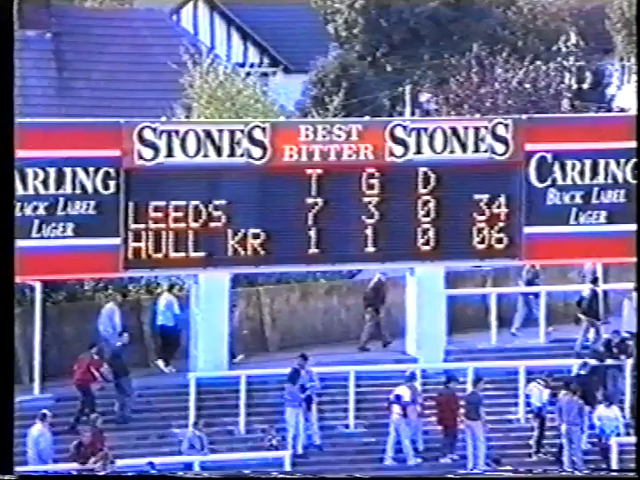 STONES BEST BITTER STONES
ARLING BLACK LABEL LAGER
CARLING BLACK LABEL LAGER
T G D
LEEDS 7 3 0 34
HULL KR 1 1 0 06